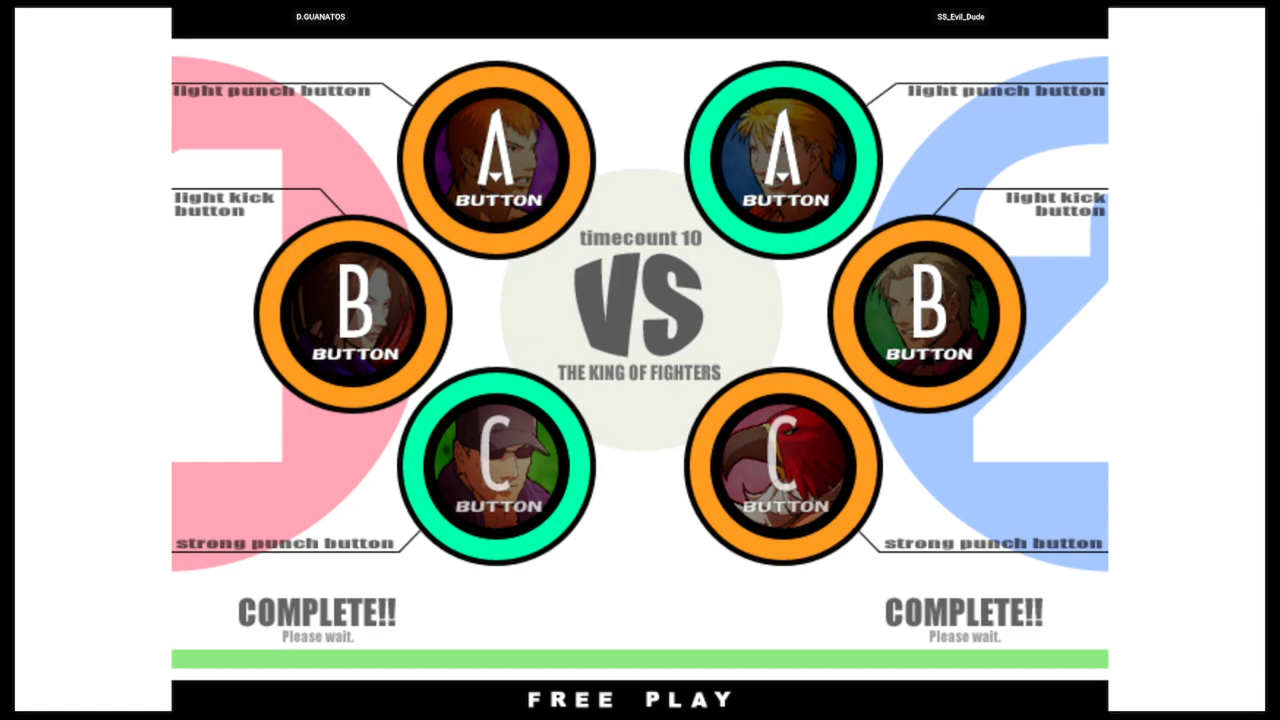 D.GUANATOS
SS_Evil_Dude
light punch button
light punch button
A
BUTTON
A
BUTTON
light kick
button
light kick
button
B
BUTTON
timecount 10
VS
THE KING OF FIGHTERS
B
BUTTON
C
BUTTON
C
BUTTON
strong punch button
strong punch button
COMPLETE!!
Please wait.
COMPLETE!!
Please wait.
FREE PLAY
1
2